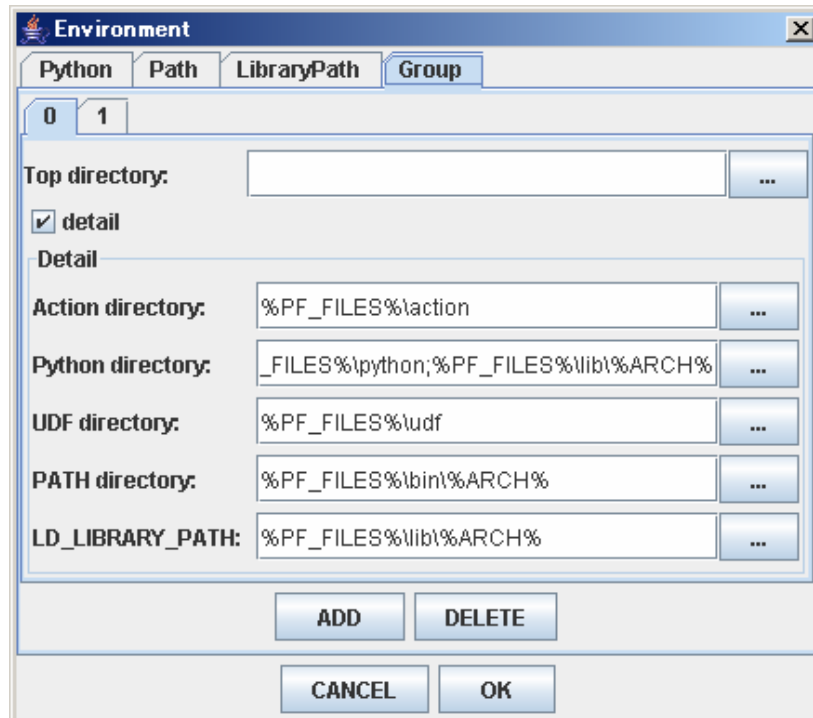 Environment
Python Path LibraryPath Group
0 1
Top directory: ...
detail
Detail
Action directory: %PF_FILES%\action ...
Python directory: _FILES%\python;%PF_FILES%\lib\%ARCH% ...
UDF directory: %PF_FILES%\udf ...
PATH directory: %PF_FILES%\bin\%ARCH% ...
LD_LIBRARY_PATH: %PF_FILES%\lib\%ARCH% ...
ADD DELETE
CANCEL OK